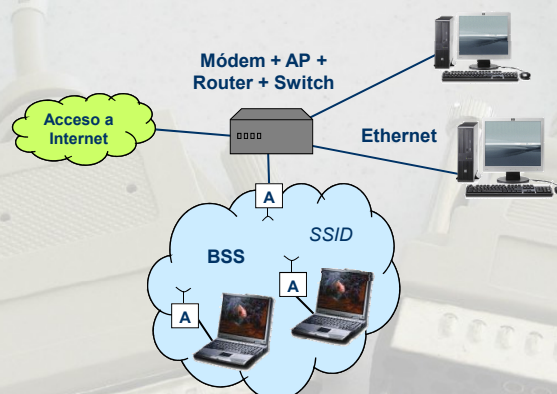 Módem + AP +
Router + Switch
Acceso a
Internet
Ethernet
A
SSID
BSS
A
A